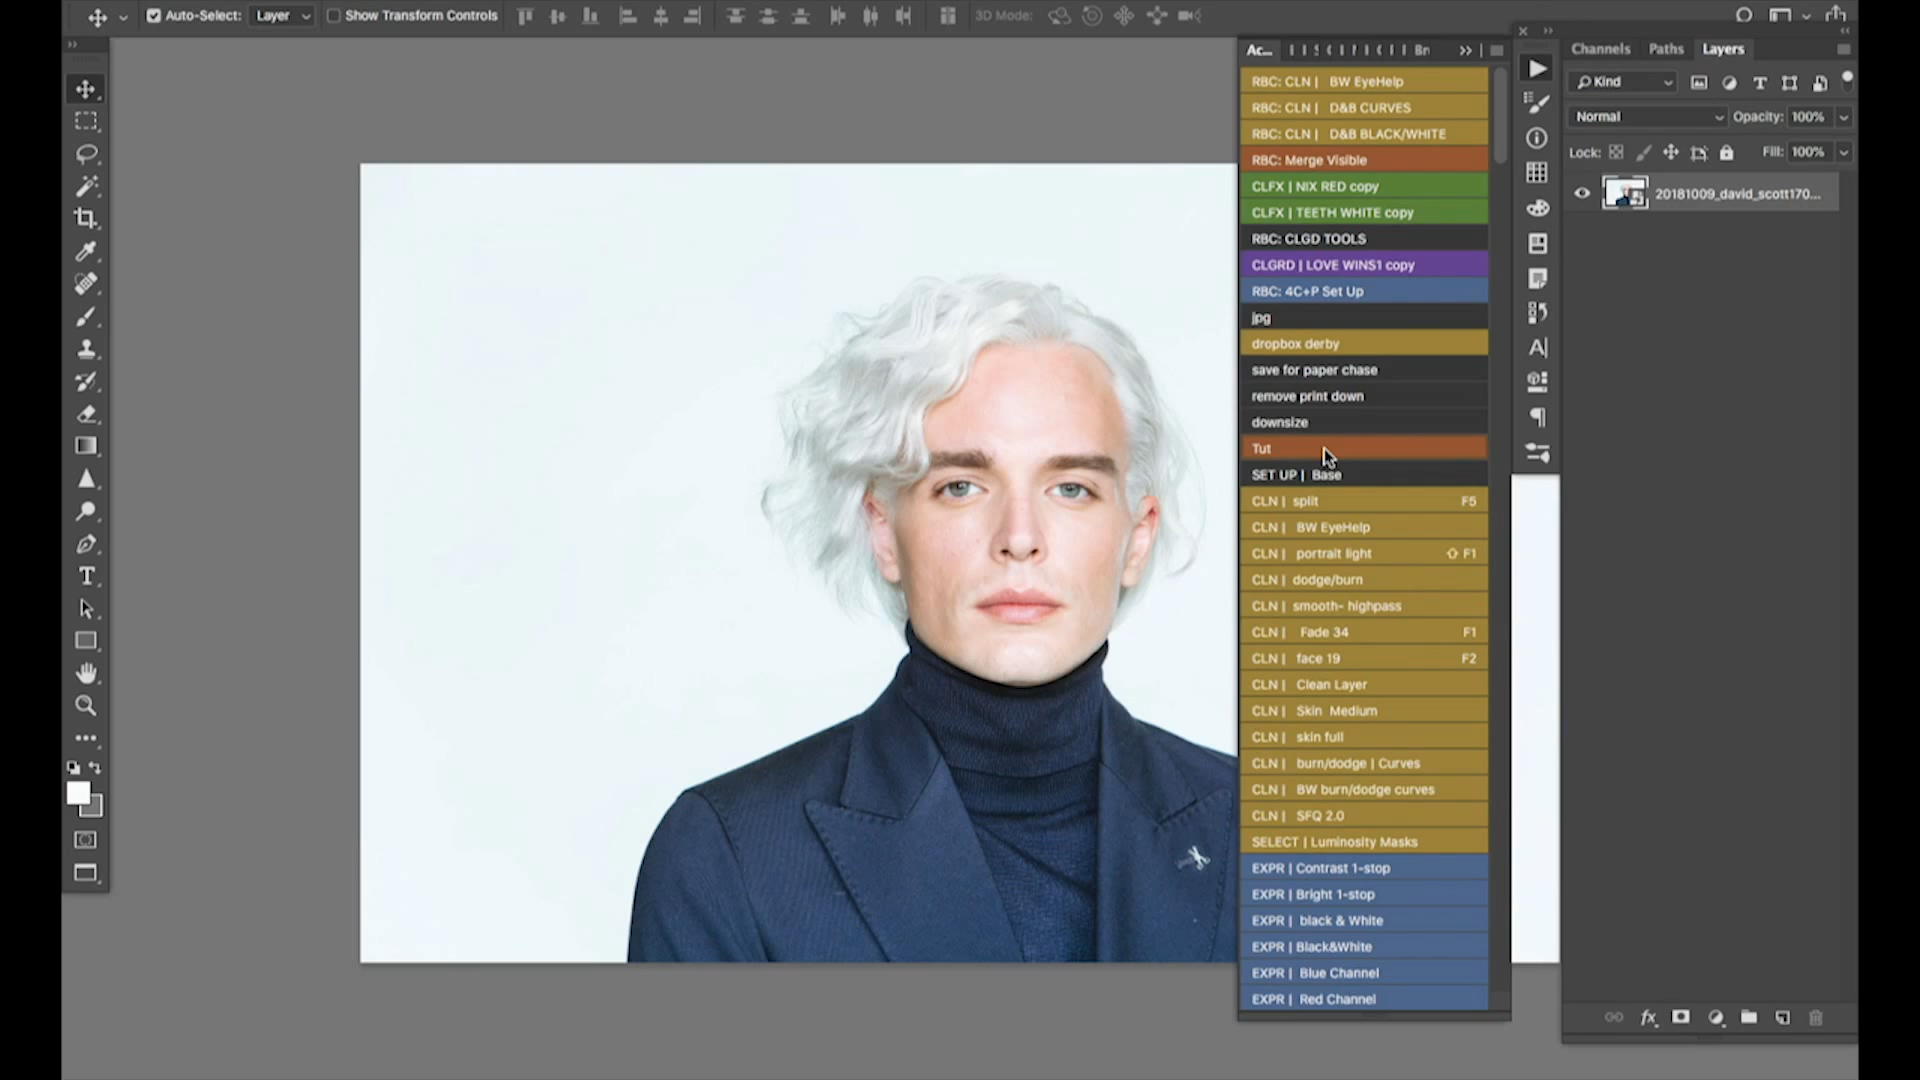 Auto-Select: Layer Show Transform Controls 3D Mode:
Ac... Br
RBC: CLN | BW EyeHelp
RBC: CLN | D&B CURVES
RBC: CLN | D&B BLACK/WHITE
RBC: Merge Visible
CLFX | NIX RED copy
CLFX | TEETH WHITE copy
RBC: CLGD TOOLS
CLGRD | LOVE WINS1 copy
RBC: 4C+P Set Up
jpg
dropbox derby
save for paper chase
remove print down
downsize
Tut
SET UP | Base
CLN | split F5
CLN | BW EyeHelp
CLN | portrait light ⇧ F1
CLN | dodge/burn
CLN | smooth- highpass
CLN | Fade 34 F1
CLN | face 19 F2
CLN | Clean Layer
CLN | Skin Medium
CLN | skin full
CLN | burn/dodge | Curves
CLN | BW burn/dodge curves
CLN | SFQ 2.0
SELECT | Luminosity Masks
EXPR | Contrast 1-stop
EXPR | Bright 1-stop
EXPR | black & White
EXPR | Black&White
EXPR | Blue Channel
EXPR | Red Channel
Channels Paths Layers
Kind
Normal Opacity: 100%
Lock: Fill: 100%
20181009_david_scott170...